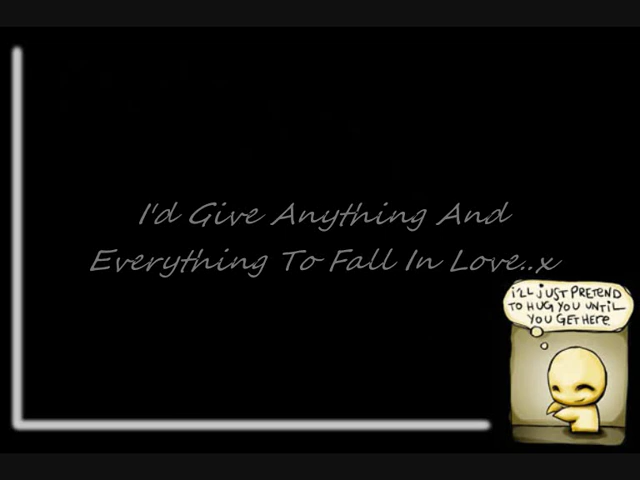 I'd Give Anything And
Everything To Fall In Love..x
i'LL jUST PRETEND
TO HUG YOU UNTiL
YOU GET HERE.